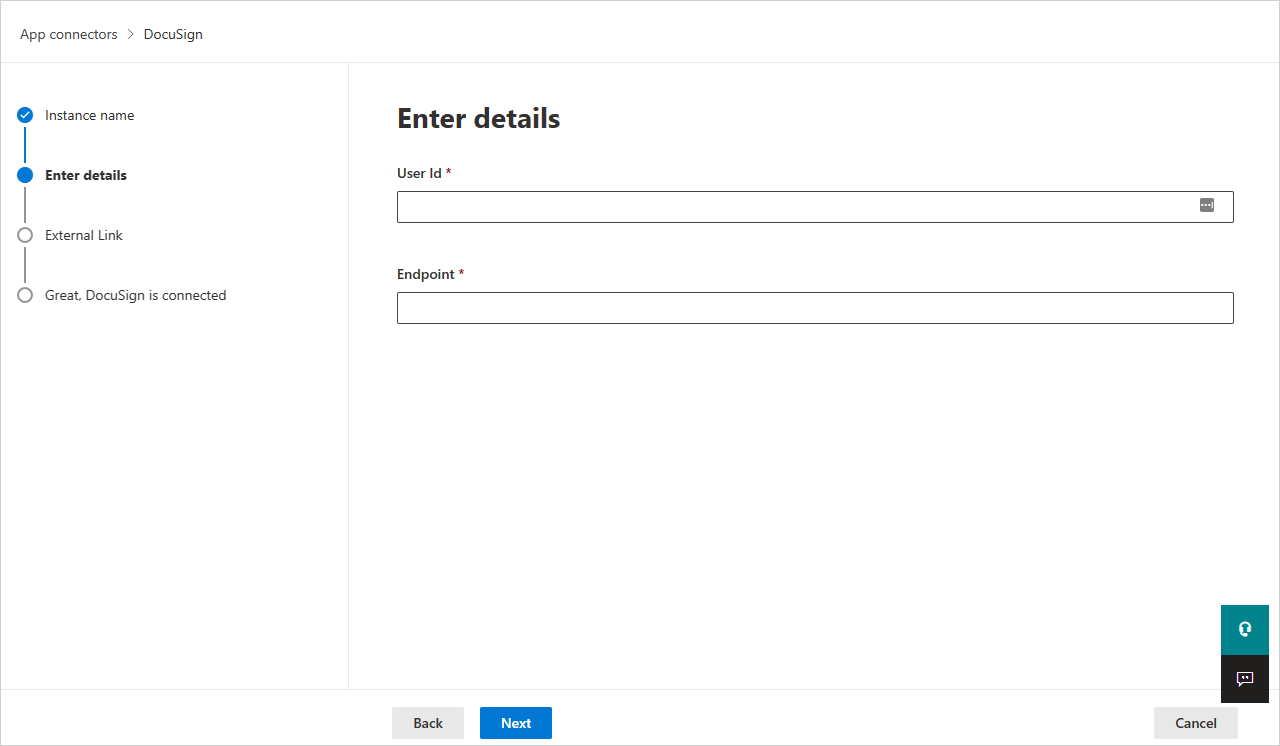 App connectors > DocuSign
Instance name
Enter details
External Link
Great, DocuSign is connected
Enter details
User Id *
Endpoint *
Back
Next
Cancel